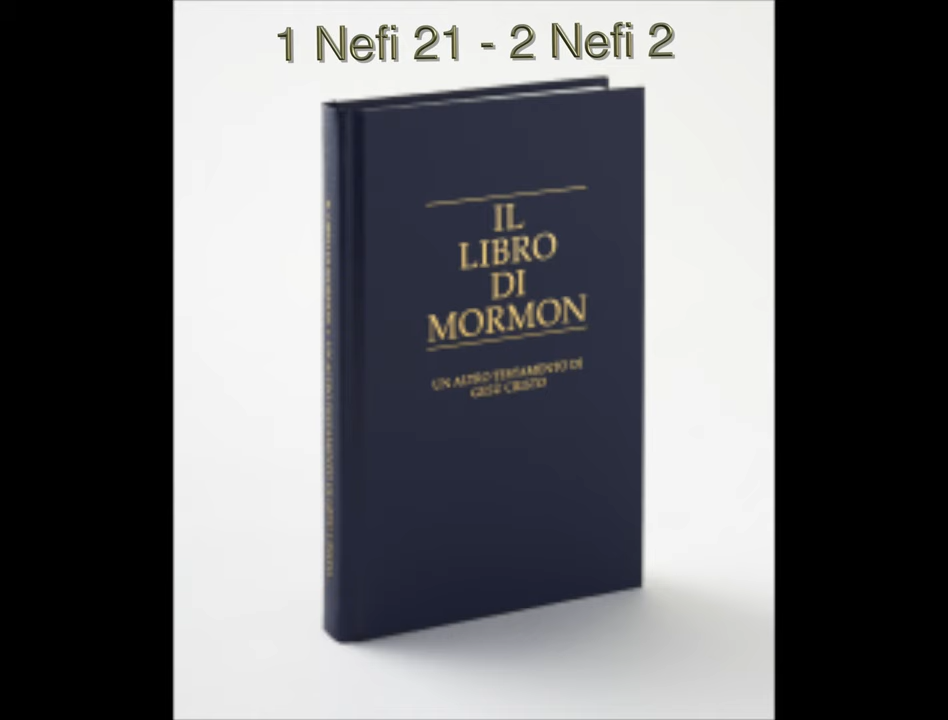 1 Nefi 21 - 2 Nefi 2
IL
LIBRO
DI
MORMON
UN ALTRO TESTAMENTO DI
GESÙ CRISTO